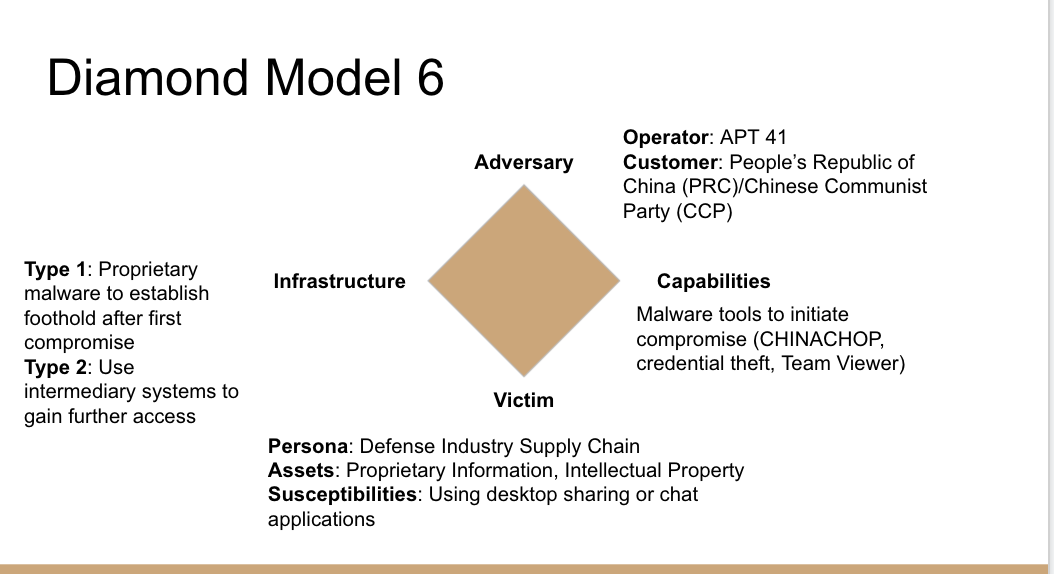 Diamond Model 6
Operator: APT 41
Customer: People’s Republic of
China (PRC)/Chinese Communist
Party (CCP)
Adversary
Type 1: Proprietary
malware to establish
foothold after first
compromise
Type 2: Use
intermediary systems to
gain further access
Infrastructure
Capabilities
Malware tools to initiate
compromise (CHINACHOP,
credential theft, Team Viewer)
Victim
Persona: Defense Industry Supply Chain
Assets: Proprietary Information, Intellectual Property
Susceptibilities: Using desktop sharing or chat
applications